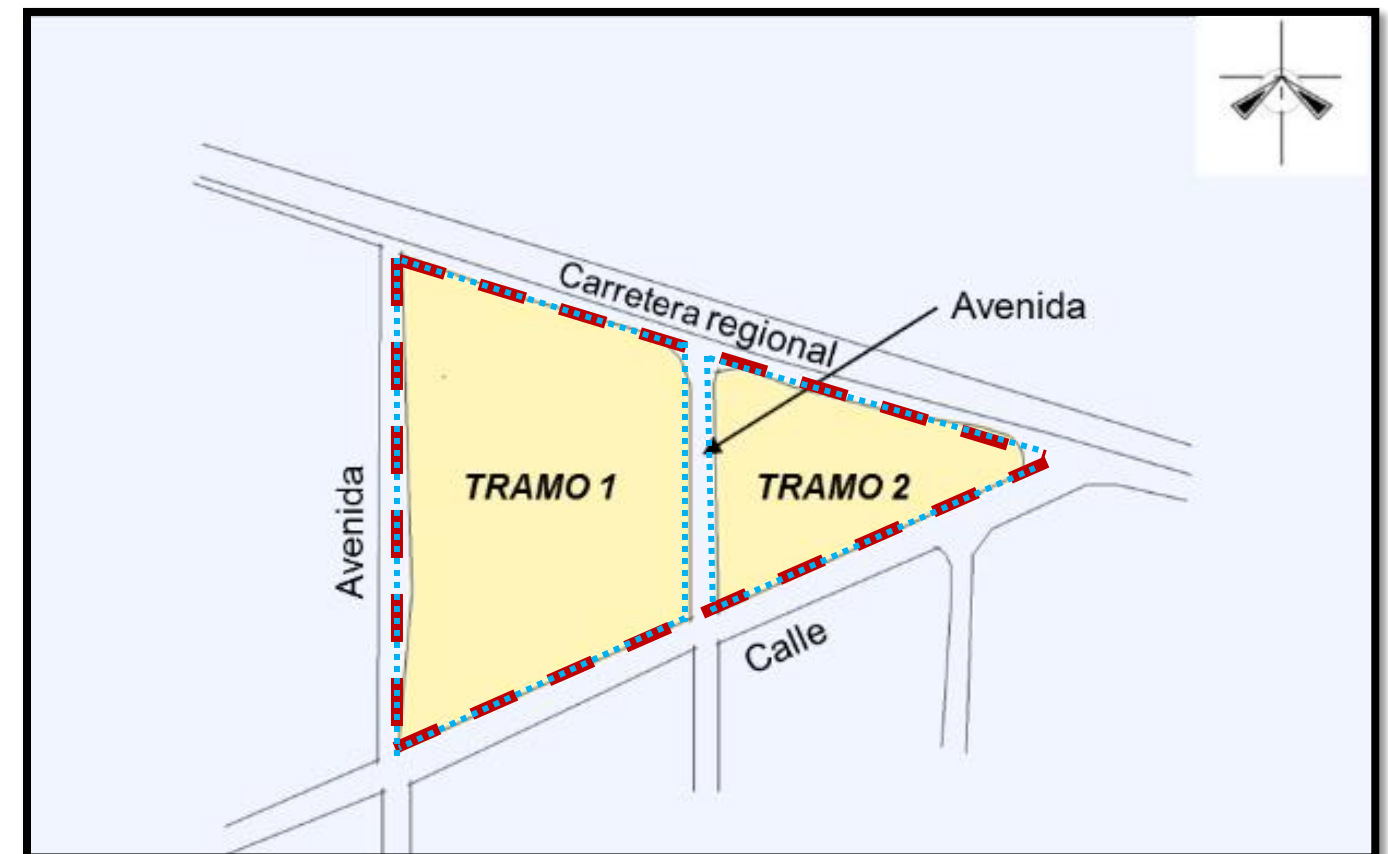 Carretera regional
Avenida
TRAMO 1
TRAMO 2
Avenida
Calle